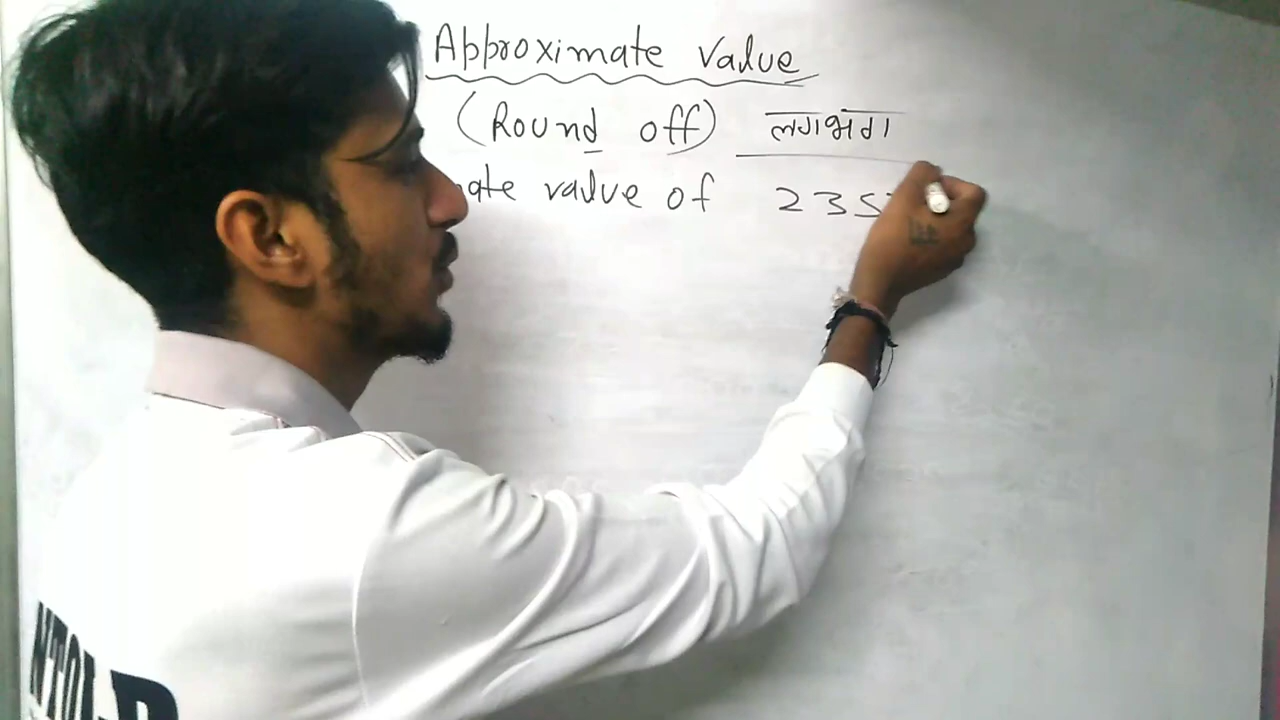 Approximate value
(Round off) लगभग
value of 235